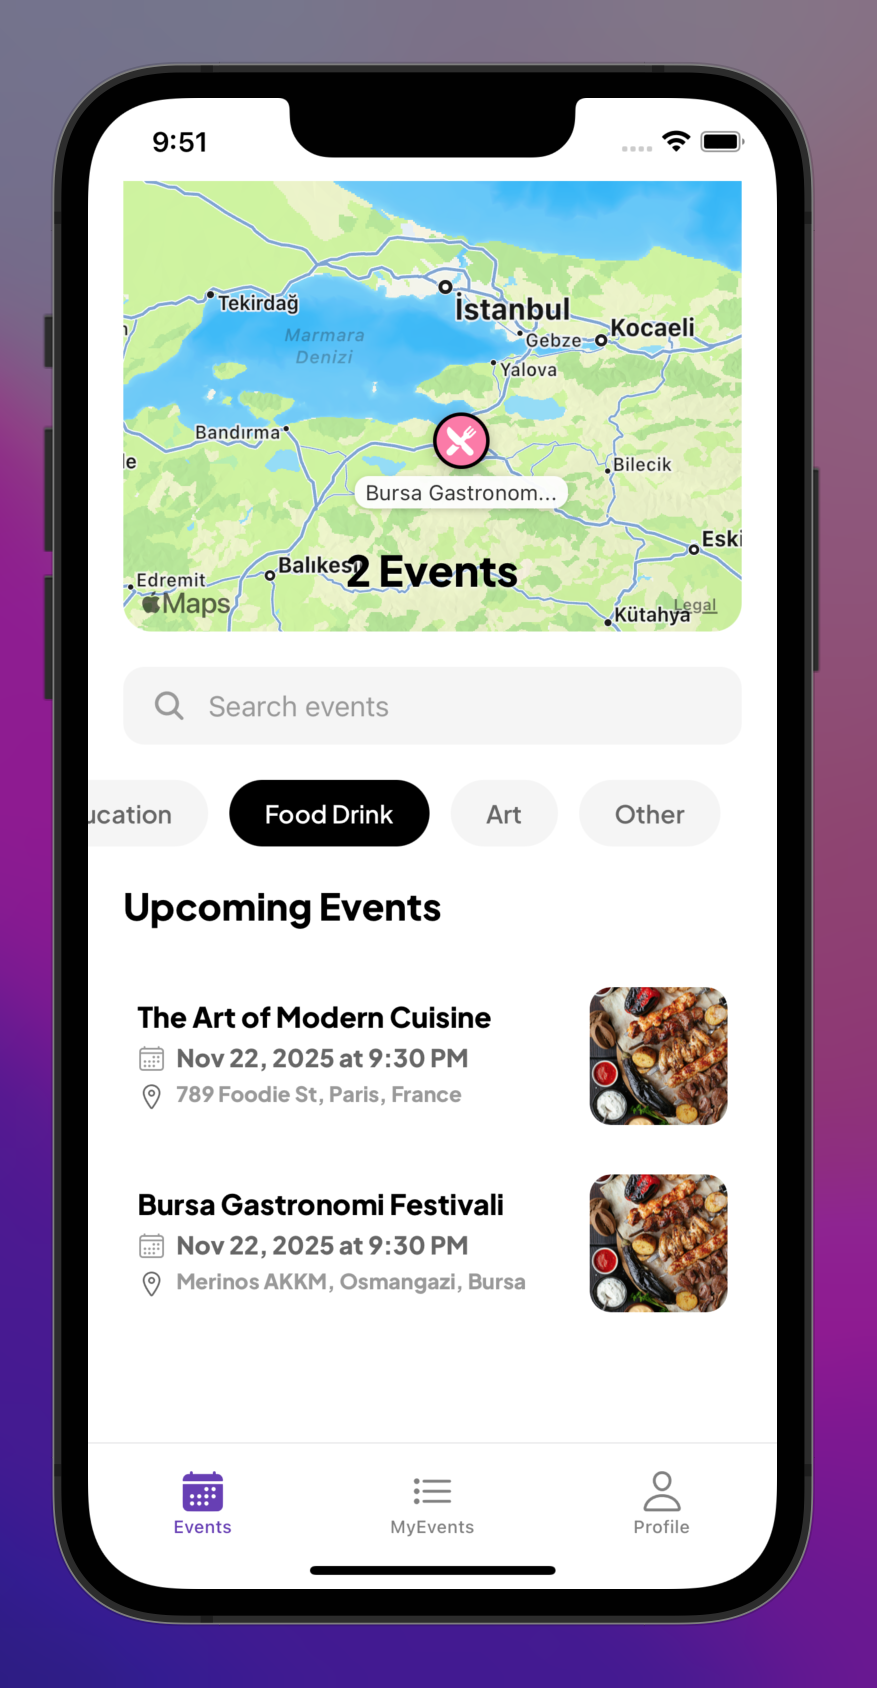 9:51
Tekirdağ
İstanbul
Kocaeli
Gebze
Marmara
Denizi
Yalova
Bandırma
le
Bilecik
Bursa Gastronom...
Eski
Balıkesi
2 Events
Edremit
Maps
Legal
Kütahya
Search events
ucation
Food Drink
Art
Other
Upcoming Events
The Art of Modern Cuisine
Nov 22, 2025 at 9:30 PM
789 Foodie St, Paris, France
Bursa Gastronomi Festivali
Nov 22, 2025 at 9:30 PM
Merinos AKKM, Osmangazi, Bursa
Events
MyEvents
Profile